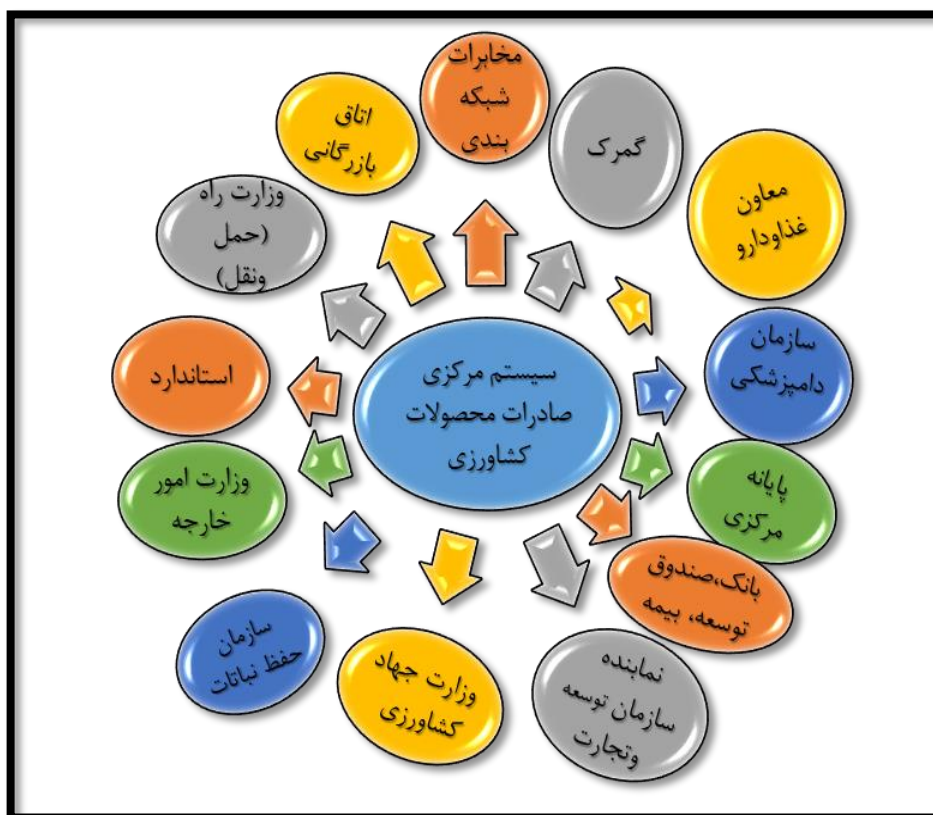 مخابرات
شبکه
بندی
گمرک
معاون
غذاودارو
سازمان
دامپزشکی
پایانه
مرکزی
بانک،صندوق
توسعه، بیمه
نماینده
سازمان توسعه
وتجارت
وزارت جهاد
کشاورزی
سازمان
حفظ نباتات
وزارت امور
خارجه
استاندارد
وزارت راه
(حمل
ونقل)
اتاق
بازرگانی
سیستم مرکزی
صادرات محصولات
کشاورزی